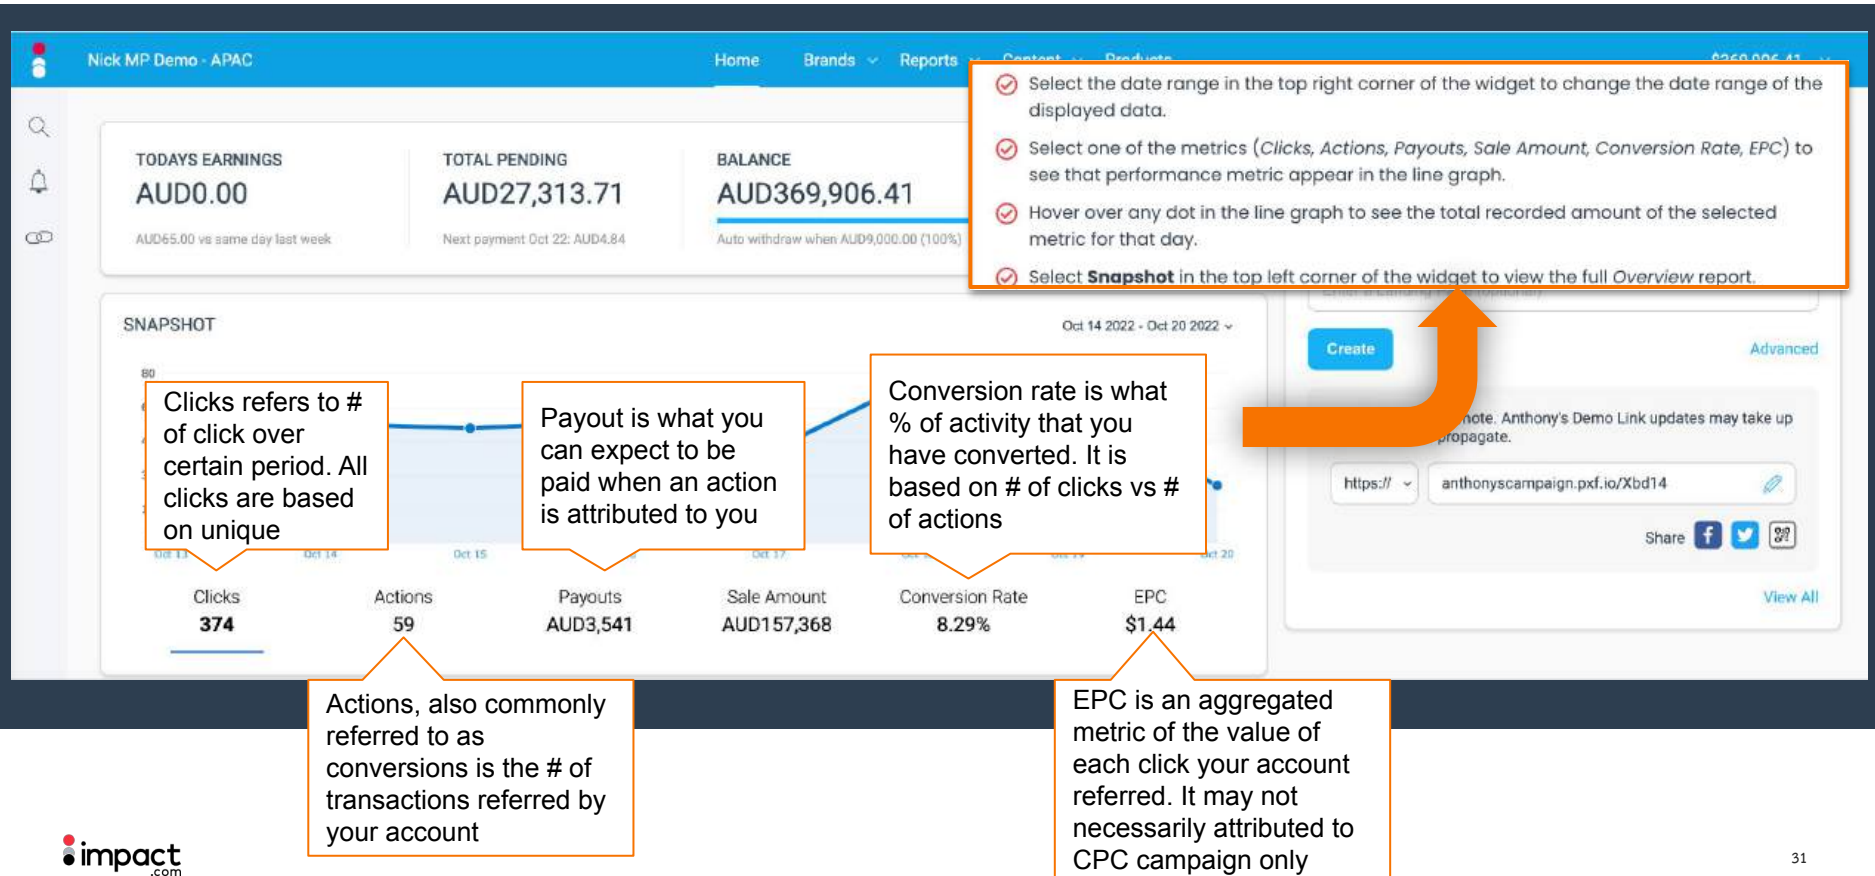 Nick MP Demo - APAC
Home
Brands
Reports
Content
Products
$369,906.41
Select the date range in the top right corner of the widget to change the date range of the
displayed data.
Select one of the metrics (Clicks, Actions, Payouts, Sale Amount, Conversion Rate, EPC) to
see that performance metric appear in the line graph.
Hover over any dot in the line graph to see the total recorded amount of the selected
metric for that day.
Select Snapshot in the top left corner of the widget to view the full Overview report.
TODAYS EARNINGS
AUD0.00
AUD65.00 vs same day last week
TOTAL PENDING
AUD27,313.71
Next payment Oct 22: AUD4.84
BALANCE
AUD369,906.41
Auto withdraw when AUD9,000.00 (100%)
SNAPSHOT
Oct 14 2022 - Oct 20 2022
80
Clicks refers to #
of click over
certain period. All
clicks are based
on unique
Payout is what you
can expect to be
paid when an action
is attributed to you
Conversion rate is what
% of activity that you
have converted. It is
based on # of clicks vs #
of actions
Oct 13
Oct 14
Oct 15
Oct 17
Oct 19
Oct 20
Clicks
374
Actions
59
Payouts
AUD3,541
Sale Amount
AUD157,368
Conversion Rate
8.29%
EPC
$1.44
Create
Advanced
note. Anthony's Demo Link updates may take up
propagate.
https://
anthonyscampaign.pxf.io/Xbd14
Share
View All
Actions, also commonly
referred to as
conversions is the # of
transactions referred by
your account
EPC is an aggregated
metric of the value of
each click your account
referred. It may not
necessarily attributed to
CPC campaign only
impact
.com
31